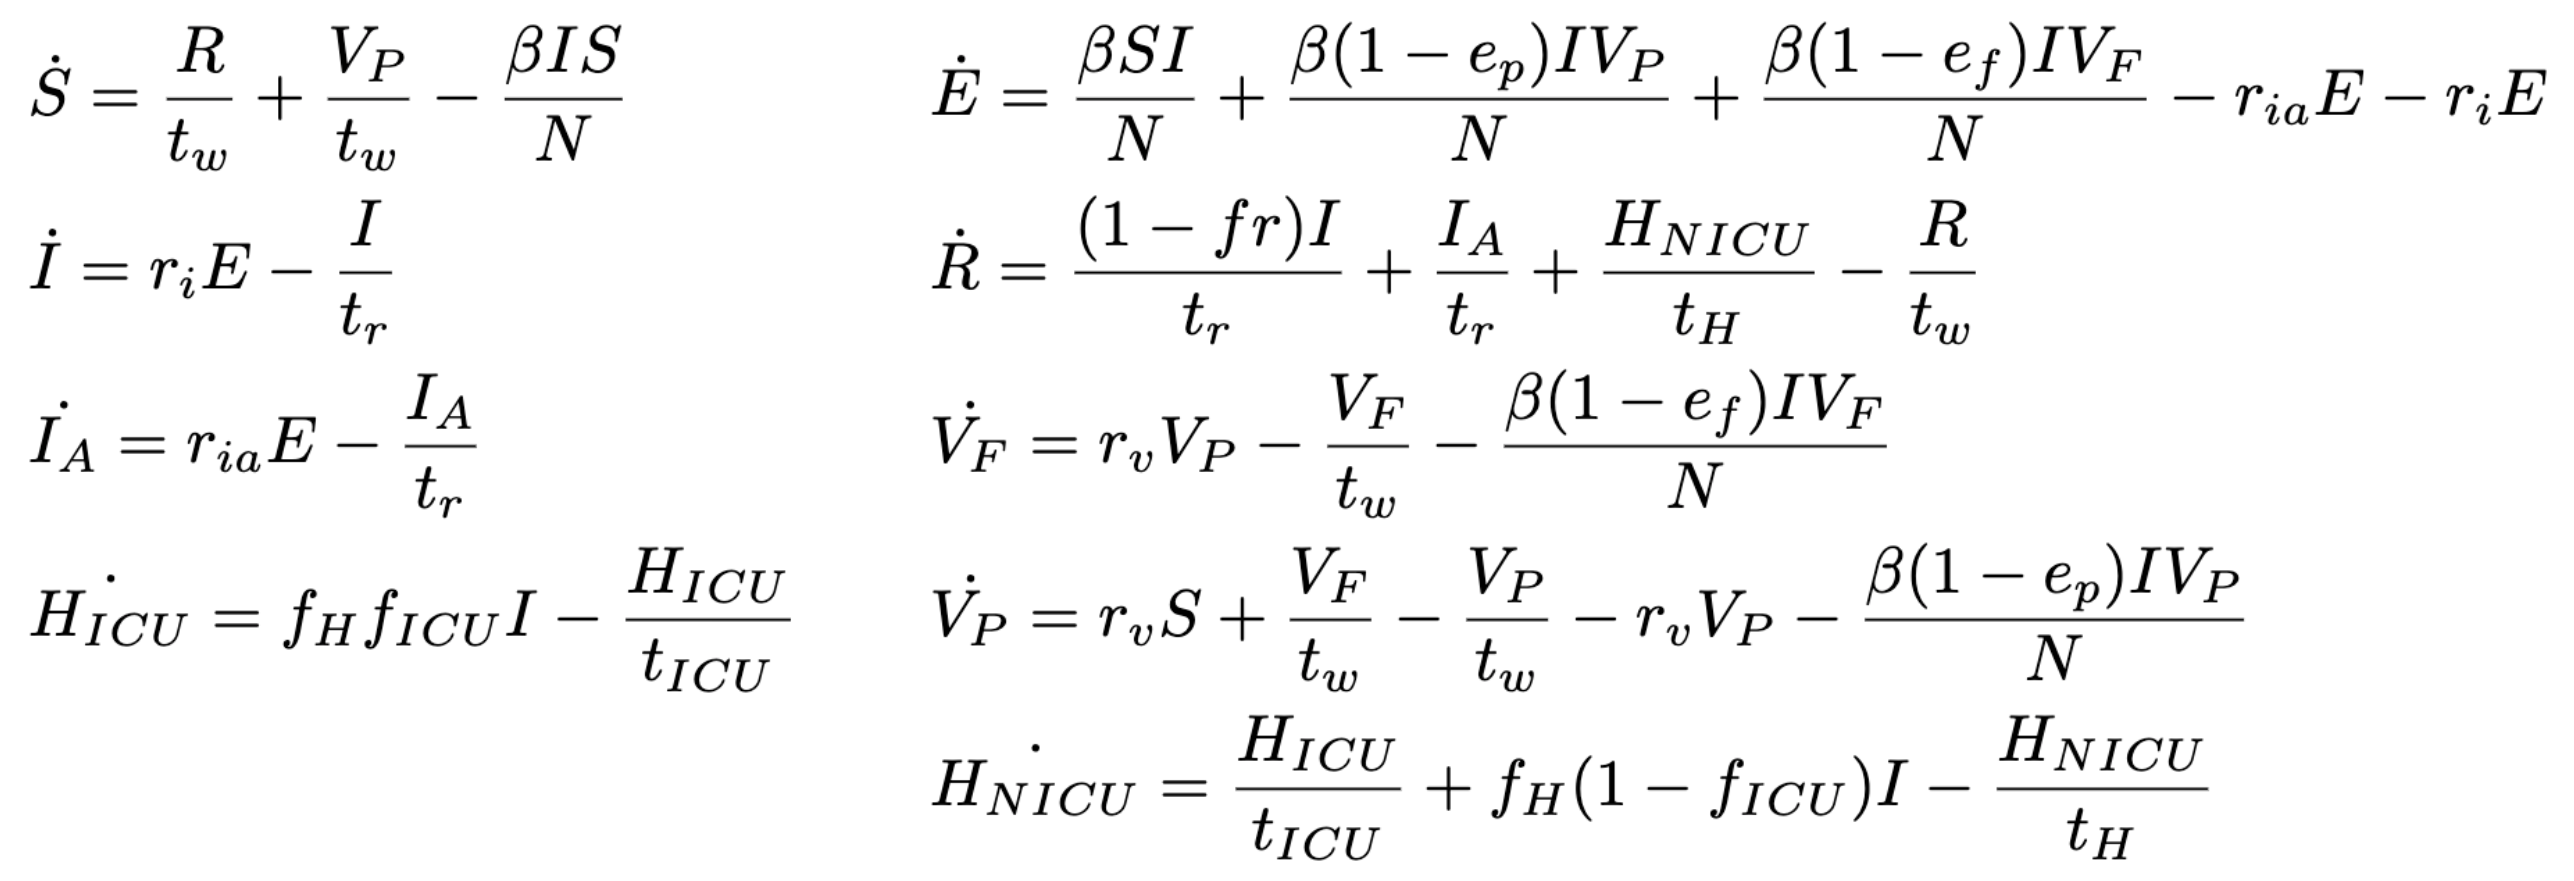 Ṡ = R/t_w + V_P/t_w − βIS/N
Ė = βSI/N + β(1 − e_p)IV_P/N + β(1 − e_f)IV_F/N − r_{ia}E − r_iE
İ = r_iE − I/t_r
Ṙ = (1 − fr)I/t_r + I_A/t_r + H_{NICU}/t_H − R/t_w
İ_A = r_{ia}E − I_A/t_r
V̇_F = r_vV_P − V_F/t_w − β(1 − e_f)IV_F/N
Ḣ_{ICU} = f_Hf_{ICU}I − H_{ICU}/t_{ICU}
V̇_P = r_vS + V_F/t_w − V_P/t_w − r_vV_P − β(1 − e_p)IV_P/N
Ḣ_{NICU} = H_{ICU}/t_{ICU} + f_H(1 − f_{ICU})I − H_{NICU}/t_H